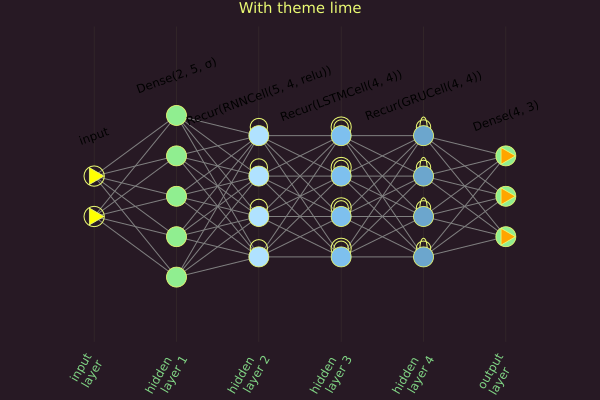 With theme lime
input
Dense(2, 5, σ)
Recur(RNNCell(5, 4, relu))
Recur(LSTMCell(4, 4))
Recur(GRUCell(4, 4))
Dense(4, 3)
input
layer
hidden
layer 1
hidden
layer 2
hidden
layer 3
hidden
layer 4
output
layer